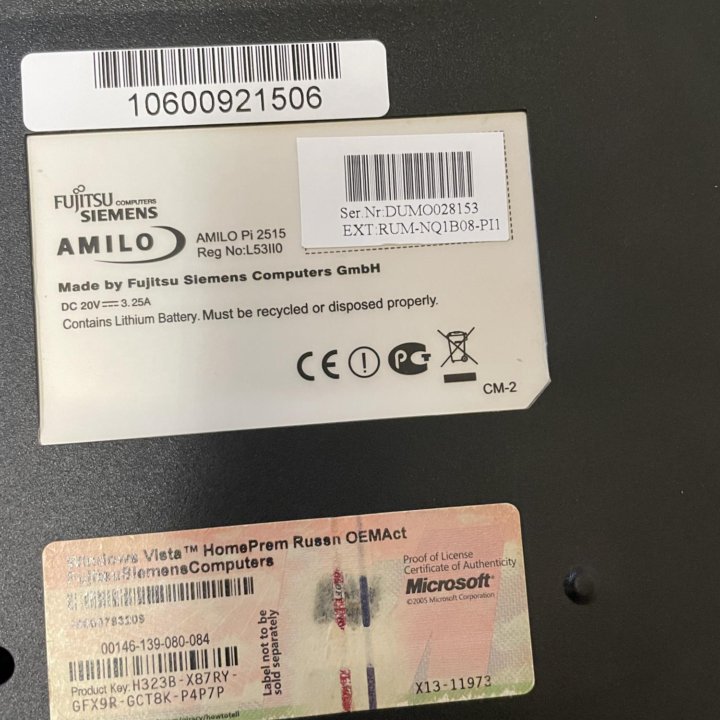 10600921506
FUJITSU COMPUTERS
SIEMENS
AMILO
AMILO Pi 2515
Reg No:L53II0
Ser.Nr:DUMO028153
EXT:RUM-NQ1B08-PI1
Made by Fujitsu Siemens Computers GmbH
DC 20V 3.25A
Contains Lithium Battery. Must be recycled or disposed properly.
CE
CM-2
Windows Vista™ HomePrem Russn OEMAct
FujitsuSiemensComputers
00146-139-080-084
Product Key: H323B-X87RY-
GFX9R-GCT8K-P4P7P
Label not to be
sold separately
Proof of License
Certificate of Authenticity
Microsoft®
©2005 Microsoft Corporation
X13-11973